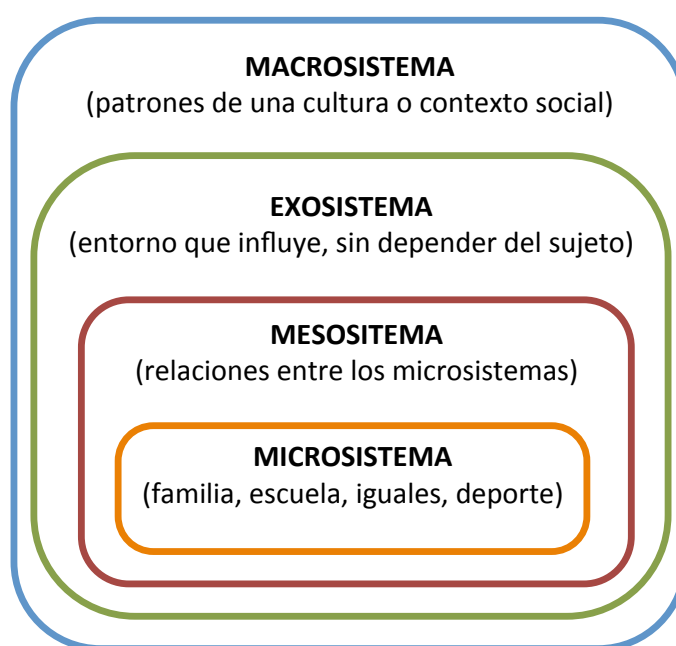 MACROSISTEMA
(patrones de una cultura o contexto social)
EXOSISTEMA
(entorno que influye, sin depender del sujeto)
MESOSITEMA
(relaciones entre los microsistemas)
MICROSISTEMA
(familia, escuela, iguales, deporte)